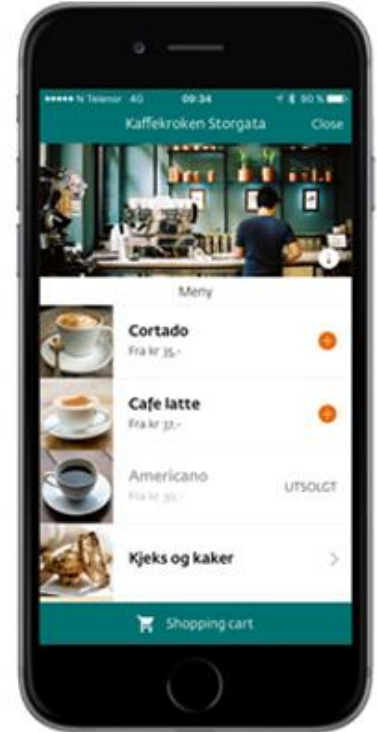 N Telenor 4G 09:34 90 %
Kaffekroken Storgata Close
Meny
Cortado
Fra kr 35,-
Cafe latte
Fra kr 37,-
Americano
Fra kr 30,-
UTSOLGT
Kjeks og kaker
Shopping cart